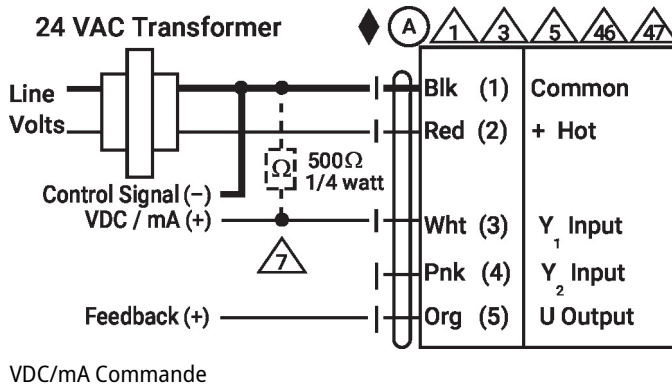 24 VAC Transformer
A 1 3 5 46 47
Line
Volts
Blk (1) Common
Red (2) + Hot
Ω 500Ω
1/4 watt
Control Signal (−)
VDC / mA (+)
Wht (3) Y1 Input
7
Pnk (4) Y2 Input
Feedback (+)
Org (5) U Output
VDC/mA Commande